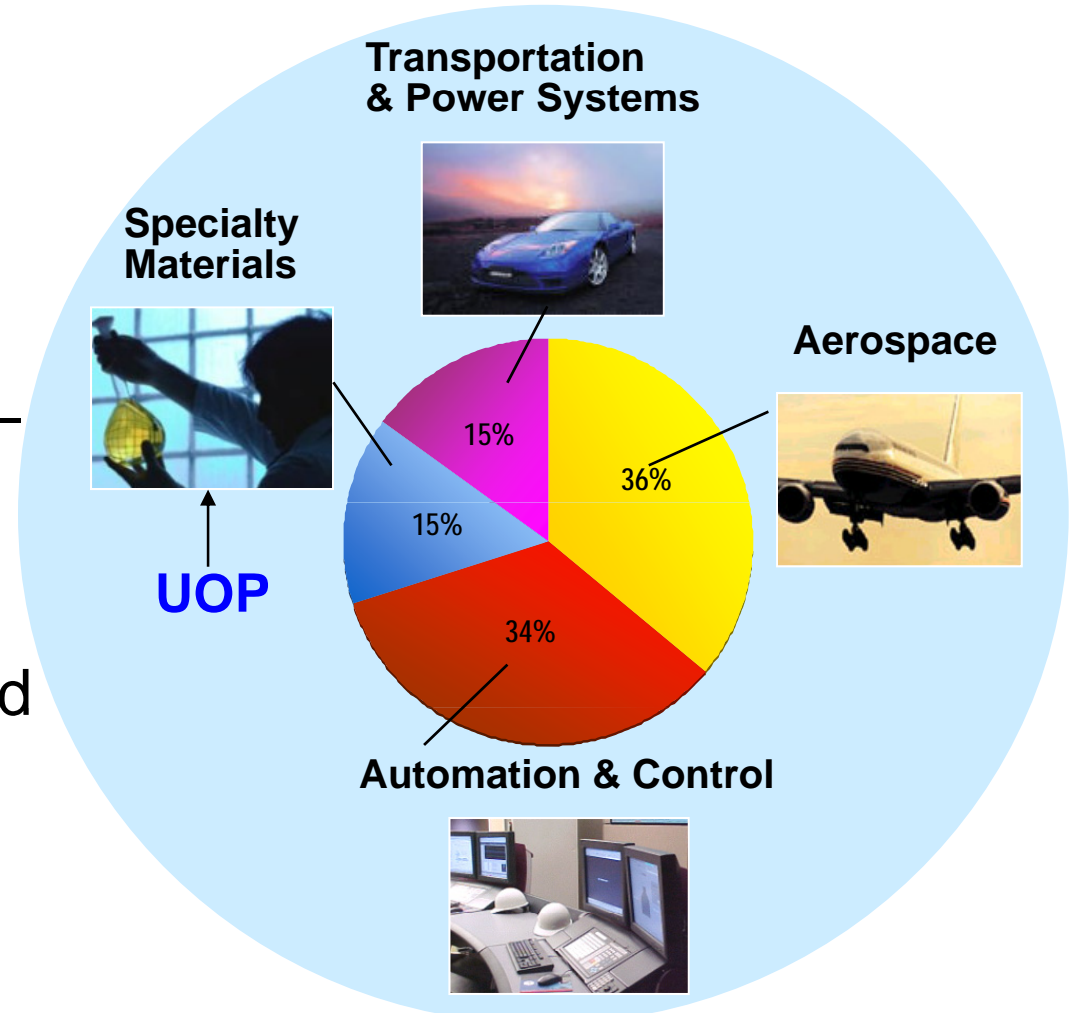 Transportation
& Power Systems
Specialty
Materials
Aerospace
15%
36%
15%
UOP
34%
d
Automation & Control